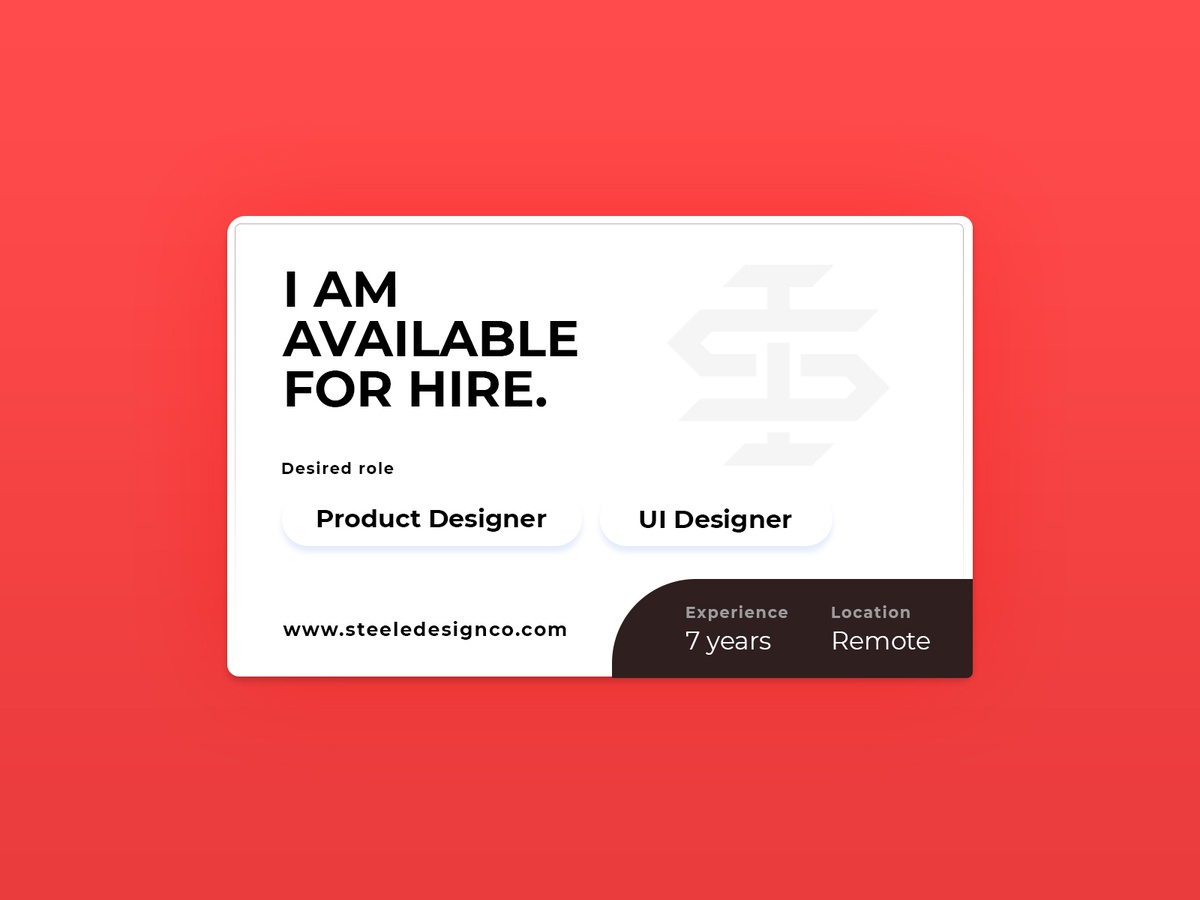 I AM
AVAILABLE
FOR HIRE.
Desired role
Product Designer
UI Designer
www.steeledesignco.com
Experience
7 years
Location
Remote